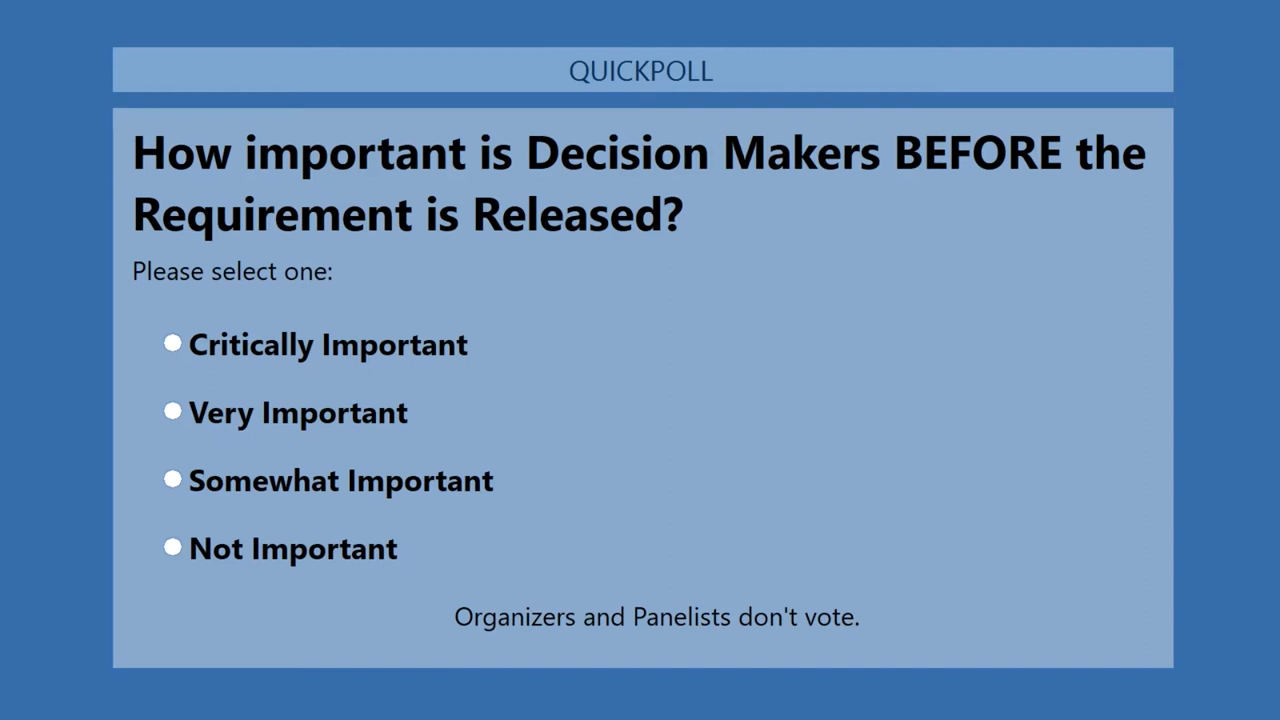 QUICKPOLL
How important is Decision Makers BEFORE the
Requirement is Released?
Please select one:
Critically Important
Very Important
Somewhat Important
Not Important
Organizers and Panelists don't vote.